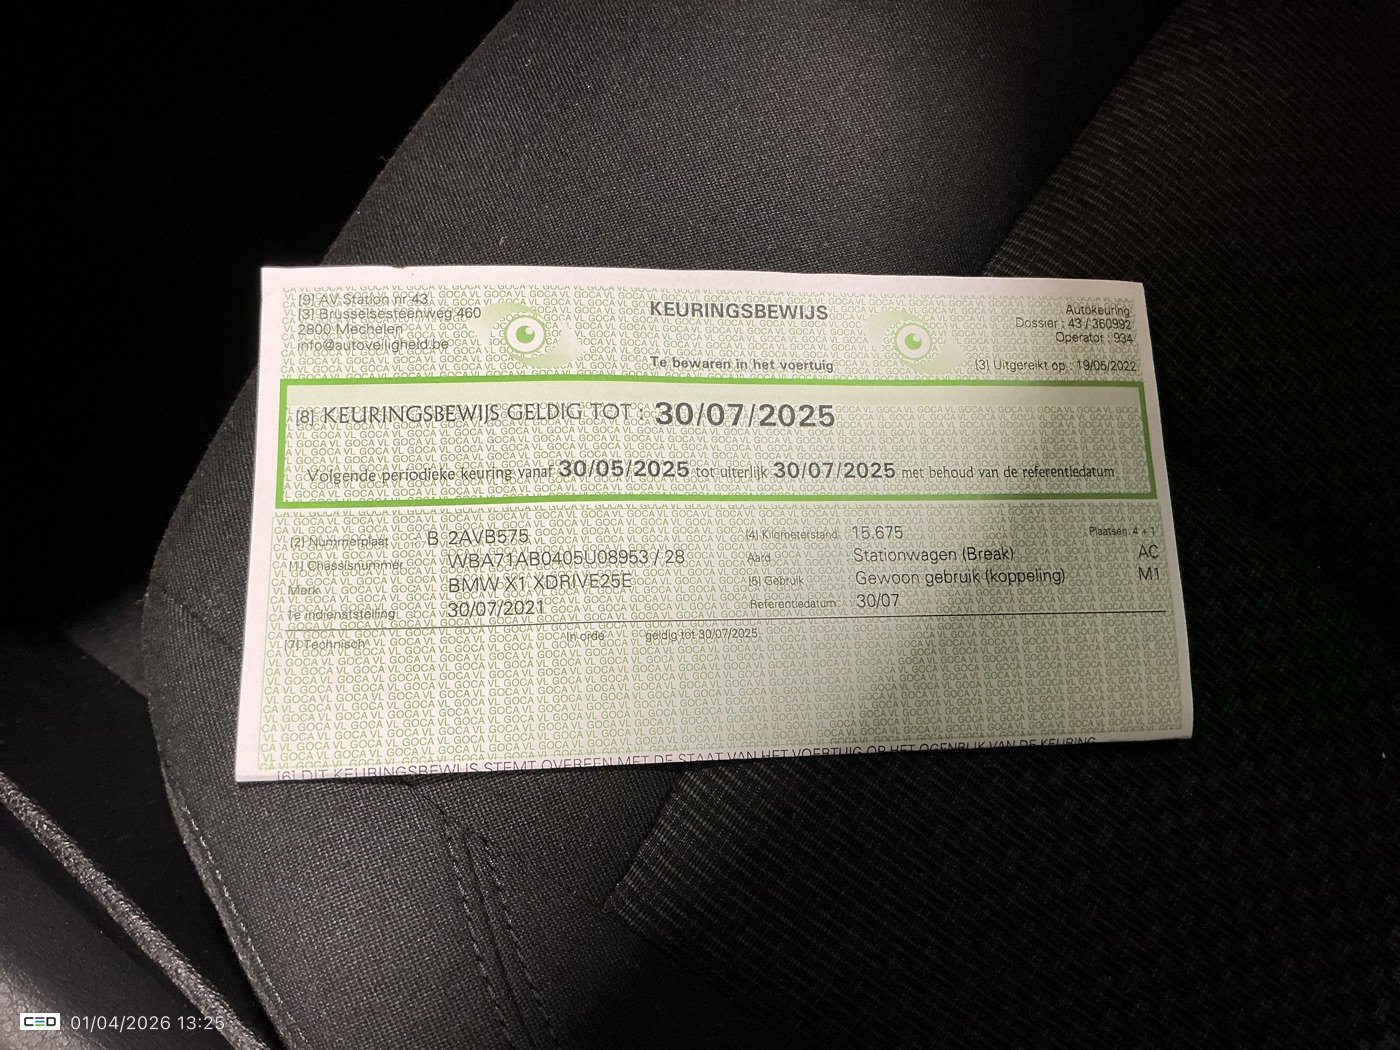 [9] AV Station nr 43
[3] Brusselsesteenweg 460
2800 Mechelen
info@autoveiligheid.be
KEURINGSBEWIJS
Te bewaren in het voertuig
Autokeuring
Dossier : 43 / 360992
Operator : 934
[3] Uitgereikt op : 19/05/2022
[8] KEURINGSBEWIJS GELDIG TOT : 30/07/2025
Volgende periodieke keuring vanaf 30/05/2025 tot uiterlijk 30/07/2025 met behoud van de referentiedatum
[2] Nummerplaat B 2AVB575 [4] Kilometerstand 15.675 Plaatsen: 4 + 1
[1] Chassisnummer WBA71AB0405U08953 / 28 Aard Stationwagen (Break) AC
Merk BMW X1 XDRIVE25E [5] Gebruik Gewoon gebruik (koppeling) M1
1e indienststelling 30/07/2021 Referentiedatum 30/07
[7] Technisch In orde geldig tot 30/07/2025
[6] DIT KEURINGSBEWIJS STEMT OVEREEN MET DE STAAT VAN HET VOERTUIG OP HET OGENBLIK VAN DE KEURING
CED 01/04/2026 13:25